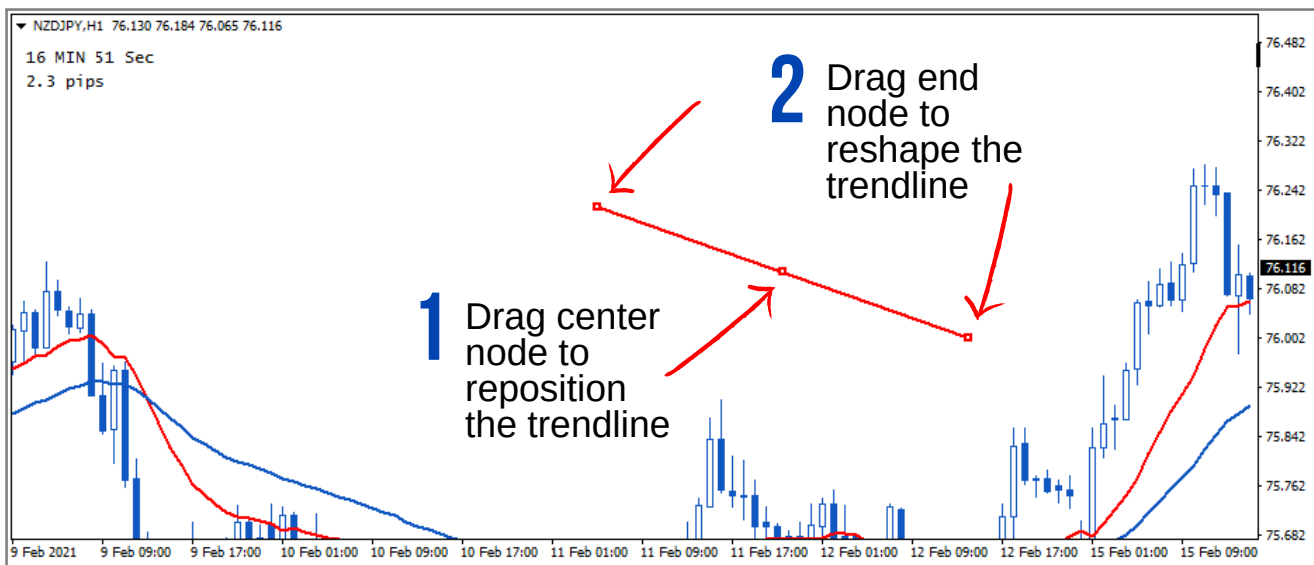 NZDJPY,H1 76.130 76.184 76.065 76.116
16 MIN 51 Sec
2.3 pips
2
Drag end
node to
reshape the
trendline
1
Drag center
node to
reposition
the trendline
76.482
76.402
76.322
76.242
76.162
76.116
76.082
76.002
75.922
75.842
75.762
75.682
9 Feb 2021 9 Feb 09:00 9 Feb 17:00 10 Feb 01:00 10 Feb 09:00 10 Feb 17:00 11 Feb 01:00 11 Feb 09:00 11 Feb 17:00 12 Feb 01:00 12 Feb 09:00 12 Feb 17:00 15 Feb 01:00 15 Feb 09:00